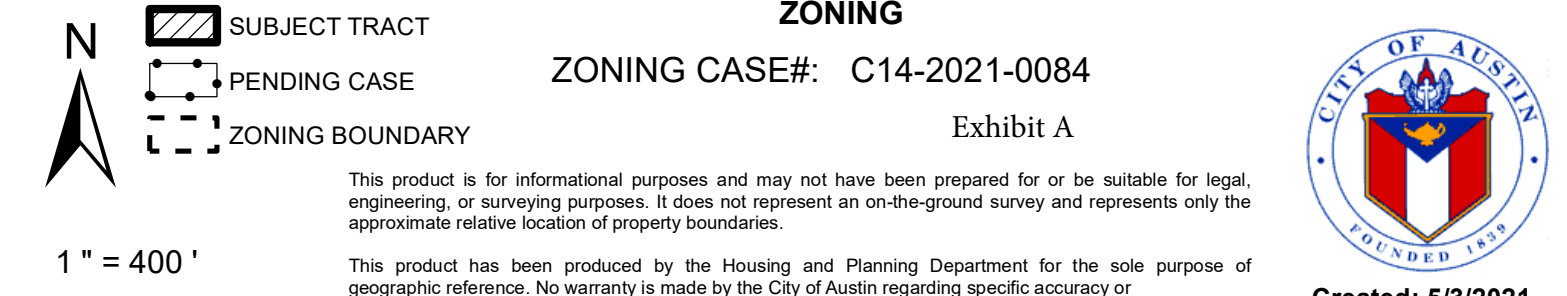 ZONING
N
SUBJECT TRACT
PENDING CASE
ZONING BOUNDARY
1 " = 400 '
ZONING CASE#: C14-2021-0084
Exhibit A
This product is for informational purposes and may not have been prepared for or be suitable for legal,
engineering, or surveying purposes. It does not represent an on-the-ground survey and represents only the
approximate relative location of property boundaries.
This product has been produced by the Housing and Planning Department for the sole purpose of
geographic reference. No warranty is made by the City of Austin regarding specific accuracy or
CITY OF AUSTIN
FOUNDED 1839
Created: 5/3/2021